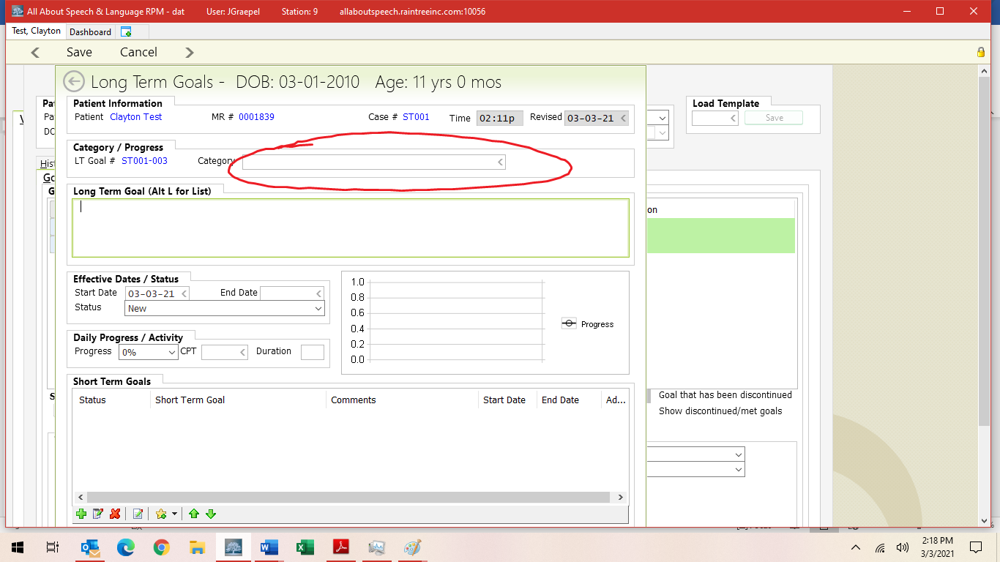 All About Speech & Language RPM - dat User: JGraepel Station: 9 allaboutspeech.raintreeinc.com:10056
Test, Clayton Dashboard
Save Cancel
Long Term Goals - DOB: 03-01-2010 Age: 11 yrs 0 mos
Patient Information
Load Template
Patient Clayton Test MR # 0001839 Case # ST001 Time 02:11p Revised 03-03-21
Save
Category / Progress
LT Goal # ST001-003 Category
Long Term Goal (Alt L for List)
on
Effective Dates / Status
Start Date 03-03-21 End Date
Status New
1.0
0.8
0.6
0.4
0.2
0.0
Progress
Daily Progress / Activity
Progress 0% CPT Duration
Short Term Goals
Status Short Term Goal Comments Start Date End Date Ad...
Goal that has been discontinued
Show discontinued/met goals
2:18 PM
3/3/2021